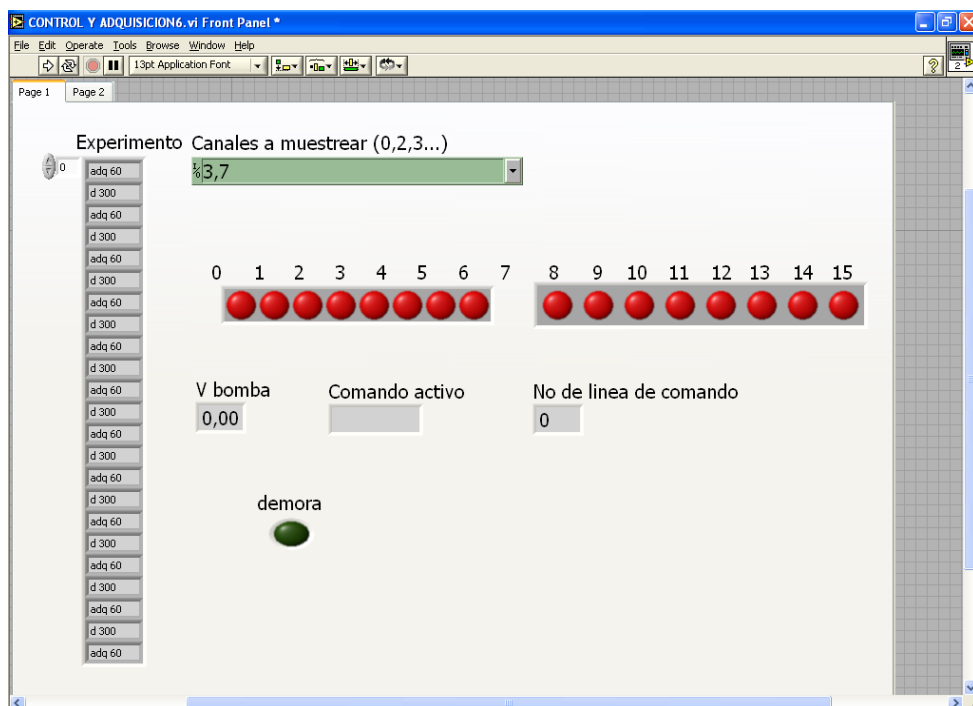 CONTROL Y ADQUISICION6.vi Front Panel *
File Edit Operate Tools Browse Window Help
13pt Application Font
2
Page 1 Page 2
Experimento Canales a muestrear (0,2,3...)
0
3,7
adq 60
d 300
adq 60
d 300
adq 60
d 300
adq 60
d 300
adq 60
d 300
adq 60
d 300
adq 60
d 300
adq 60
d 300
adq 60
d 300
adq 60
d 300
adq 60
d 300
adq 60
0 1 2 3 4 5 6 7 8 9 10 11 12 13 14 15
V bomba Comando activo No de linea de comando
0,00 0
demora